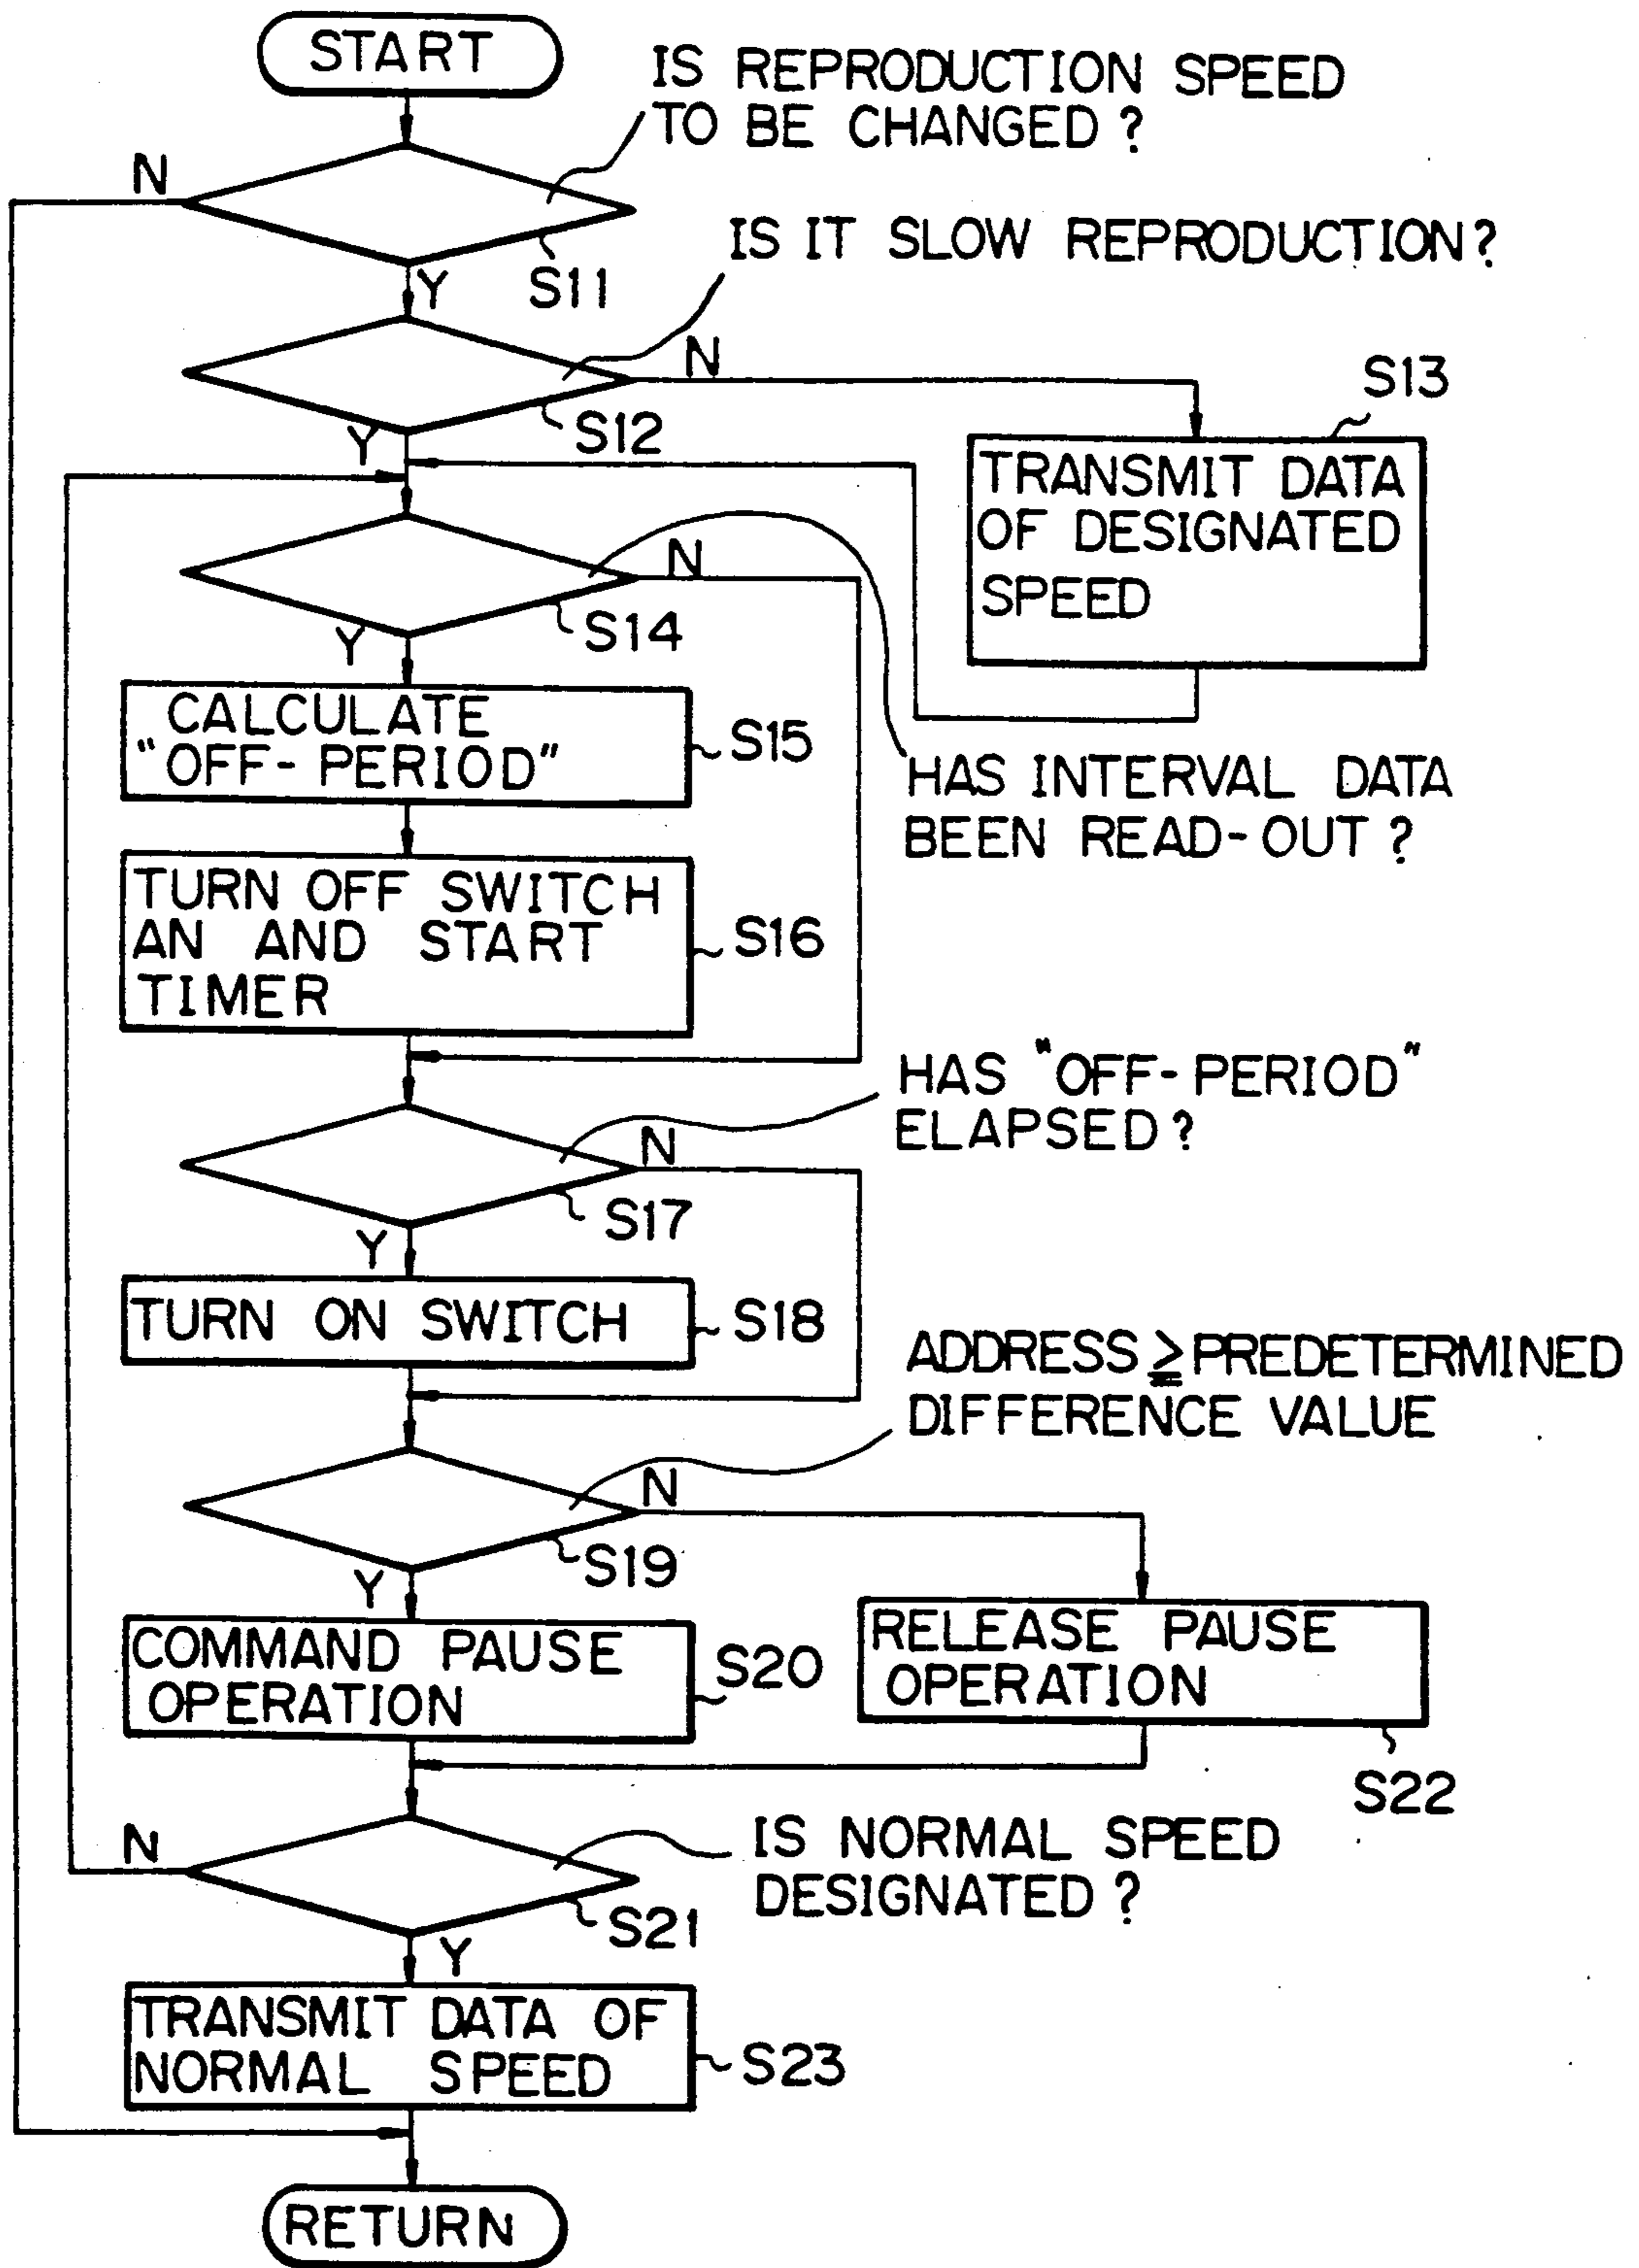 START
IS REPRODUCTION SPEED
TO BE CHANGED ?
N
S11
Y
IS IT SLOW REPRODUCTION?
N
S12
Y
S13
TRANSMIT DATA
OF DESIGNATED
SPEED
N
S14
Y
CALCULATE
"OFF-PERIOD"
S15
HAS INTERVAL DATA
BEEN READ-OUT ?
TURN OFF SWITCH
AN AND START
TIMER
S16
HAS "OFF-PERIOD"
ELAPSED ?
N
S17
Y
TURN ON SWITCH
S18
ADDRESS ≧ PREDETERMINED
DIFFERENCE VALUE
N
S19
Y
COMMAND PAUSE
OPERATION
S20
RELEASE PAUSE
OPERATION
S22
N
IS NORMAL SPEED
DESIGNATED ?
S21
Y
TRANSMIT DATA OF
NORMAL SPEED
S23
RETURN